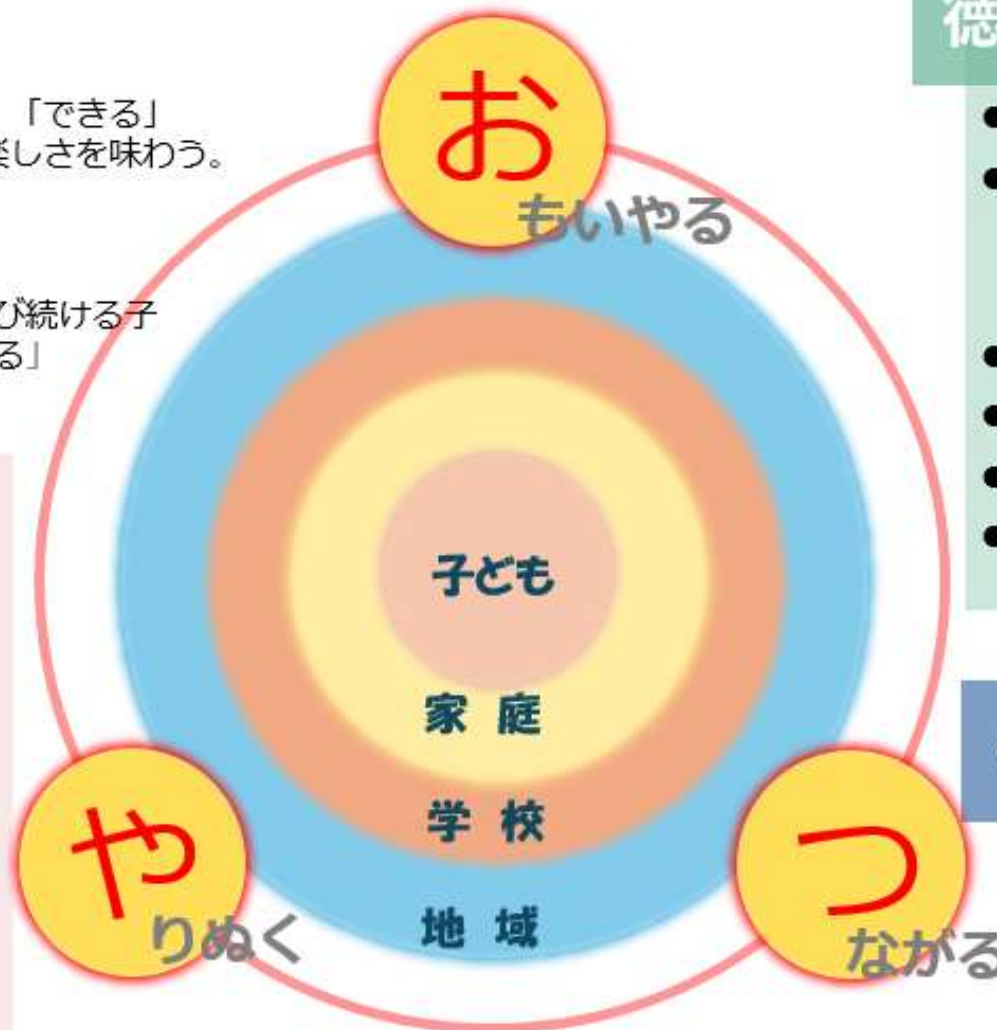 徳
「できる」
楽しさを味わう。
お
もいやる
び続ける子
る」
子ども
家庭
学校
地域
や
りぬく
つ
ながる